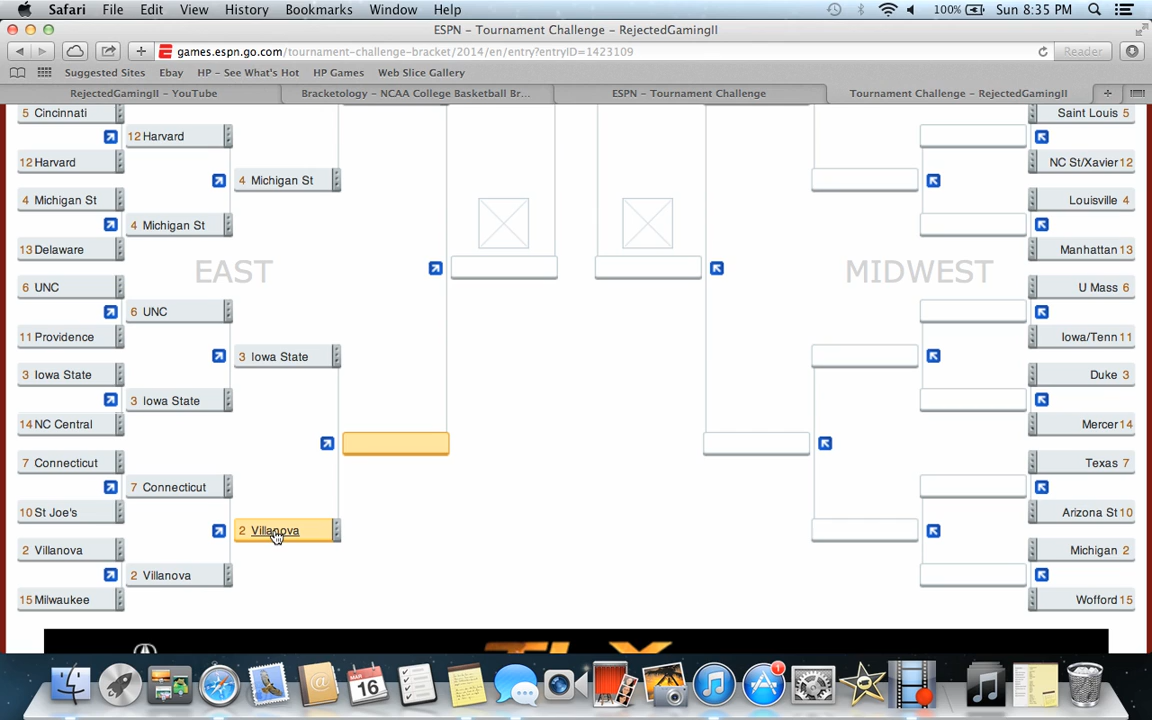 Safari File Edit View History Bookmarks Window Help 100% Sun 8:35 PM
ESPN – Tournament Challenge – RejectedGamingII
games.espn.go.com/tournament-challenge-bracket/2014/en/entry?entryID=1423109 Reader
Suggested Sites Ebay HP – See What's Hot HP Games Web Slice Gallery
RejectedGamingII – YouTube Bracketology – NCAA College Basketball Br... ESPN – Tournament Challenge Tournament Challenge – RejectedGamingII
5 Cincinnati
12 Harvard
12 Harvard
4 Michigan St
4 Michigan St
4 Michigan St
13 Delaware
EAST
6 UNC
6 UNC
11 Providence
3 Iowa State
3 Iowa State
3 Iowa State
14 NC Central
7 Connecticut
7 Connecticut
10 St Joe's
2 Villanova
2 Villanova
2 Villanova
15 Milwaukee
Saint Louis 5
NC St/Xavier 12
Louisville 4
Manhattan 13
MIDWEST
U Mass 6
Iowa/Tenn 11
Duke 3
Mercer 14
Texas 7
Arizona St 10
Michigan 2
Wofford 15
MAR
16
1